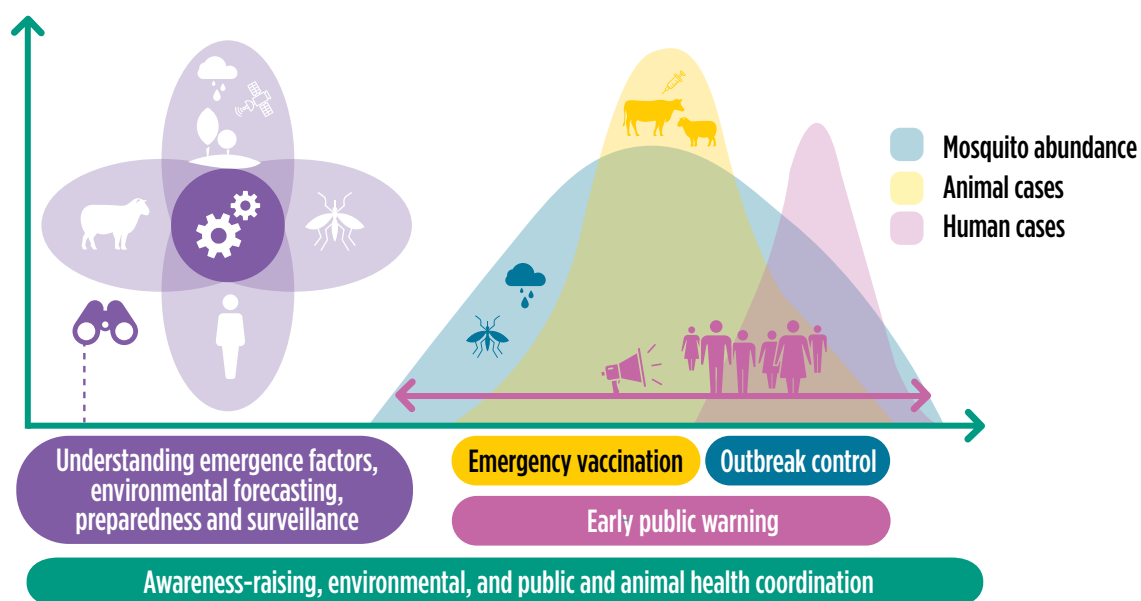 Mosquito abundance
Animal cases
Human cases
Understanding emergence factors,
environmental forecasting,
preparedness and surveillance
Emergency vaccination
Outbreak control
Early public warning
Awareness-raising, environmental, and public and animal health coordination